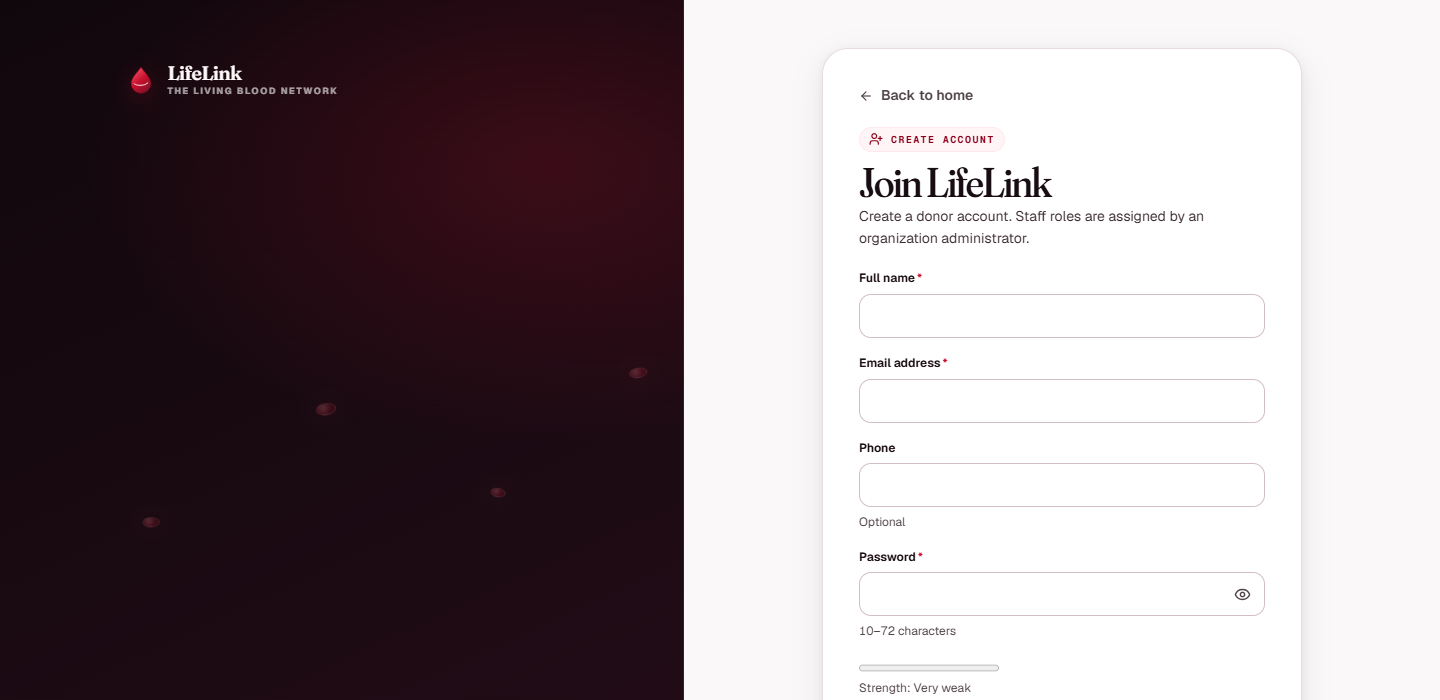 LifeLink
THE LIVING BLOOD NETWORK
Back to home
CREATE ACCOUNT
Join LifeLink
Create a donor account. Staff roles are assigned by an
organization administrator.
Full name*
Email address*
Phone
Optional
Password*
10–72 characters
Strength: Very weak